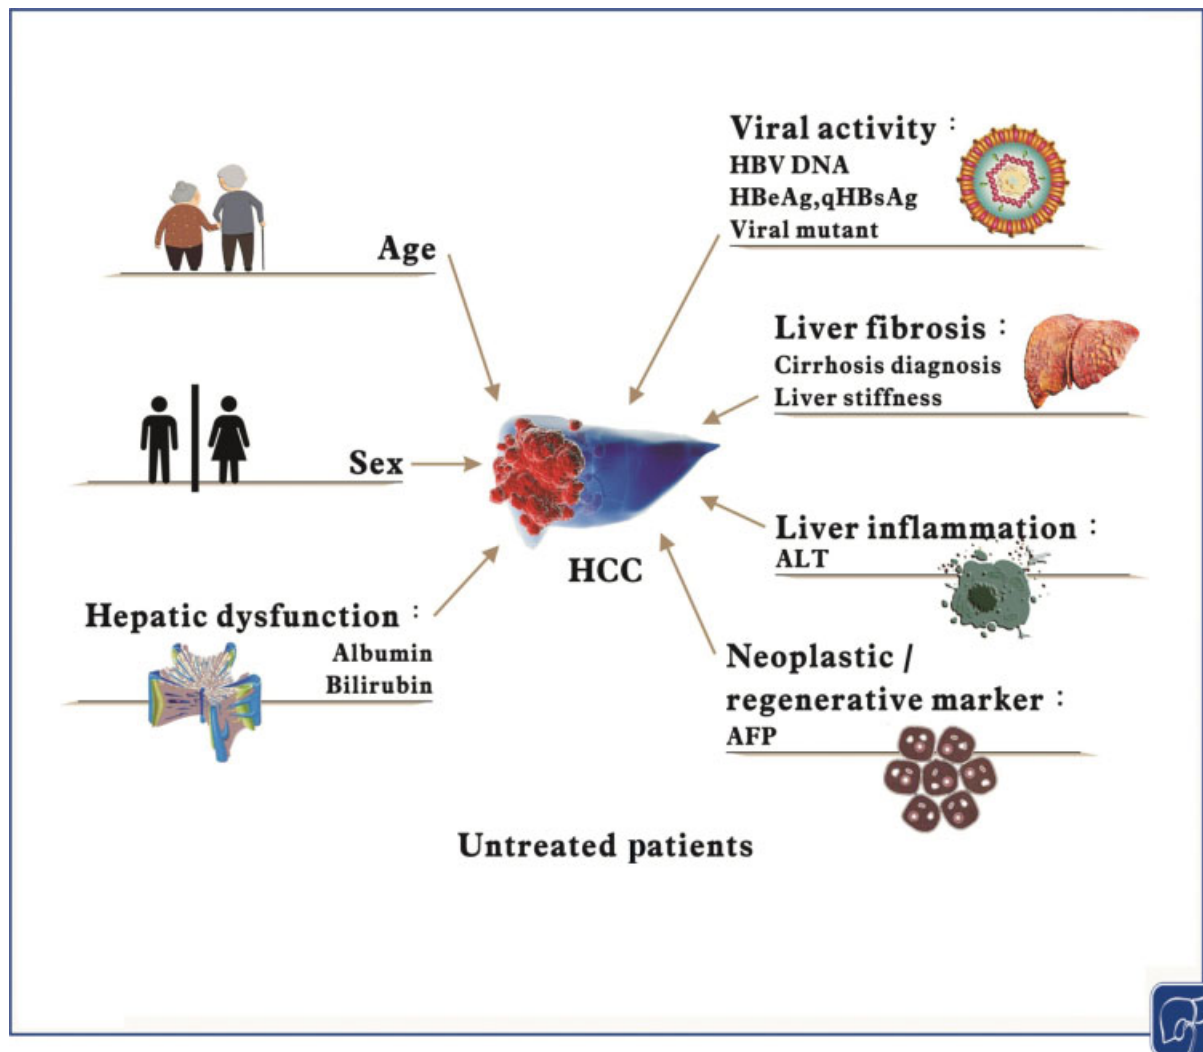 Age
Sex
Hepatic dysfunction :
Albumin
Bilirubin
Viral activity :
HBV DNA
HBeAg,qHBsAg
Viral mutant
Liver fibrosis :
Cirrhosis diagnosis
Liver stiffness
Liver inflammation :
ALT
Neoplastic /
regenerative marker :
AFP
HCC
Untreated patients